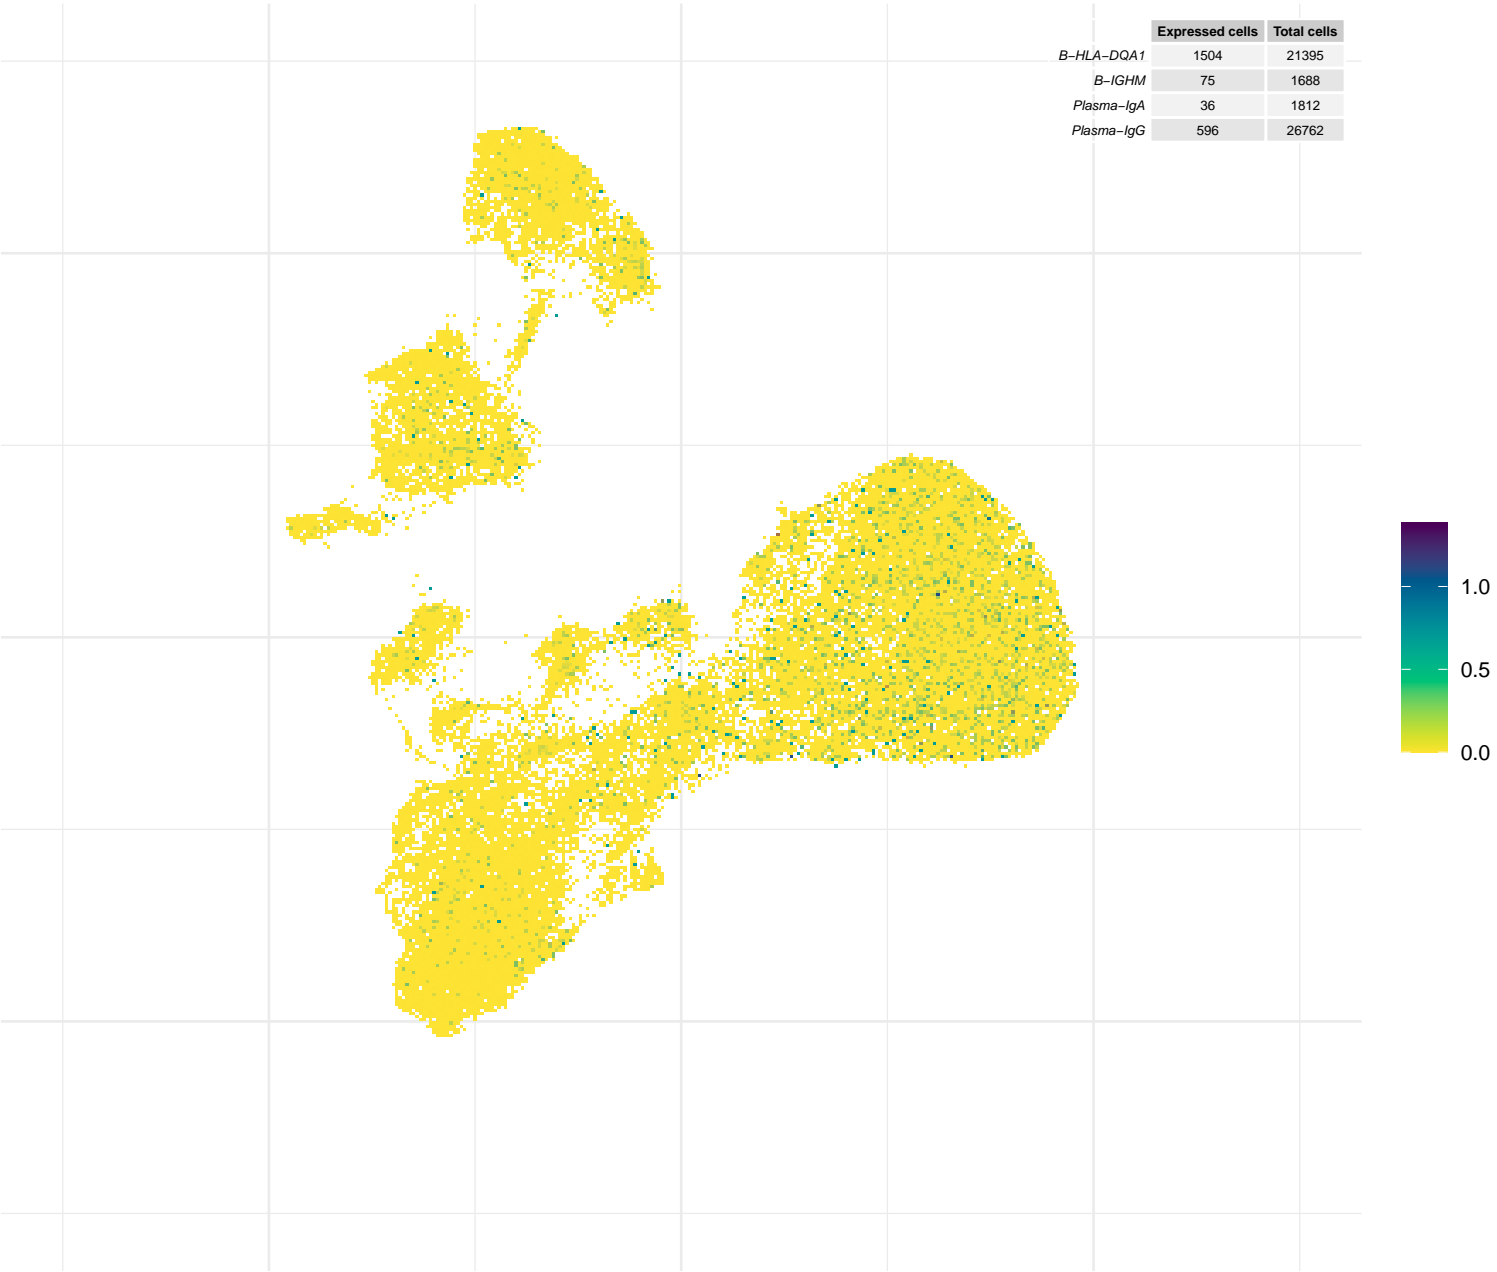 Expressed cells Total cells
B−HLA−DQA1 1504 21395
B−IGHM 75 1688
Plasma−IgA 36 1812
Plasma−IgG 596 26762
1.0
0.5
0.0